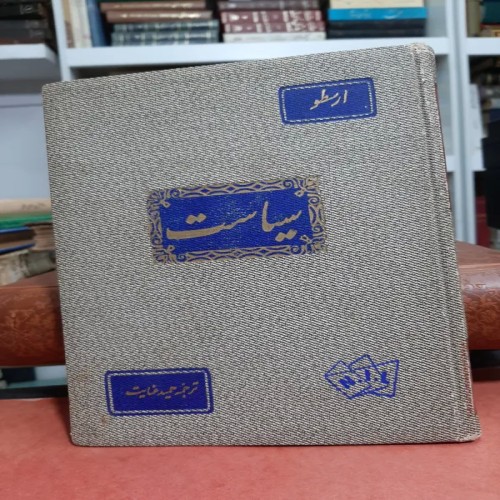 ارسطو
سیاست
ترجمهٔ حمید عنایت